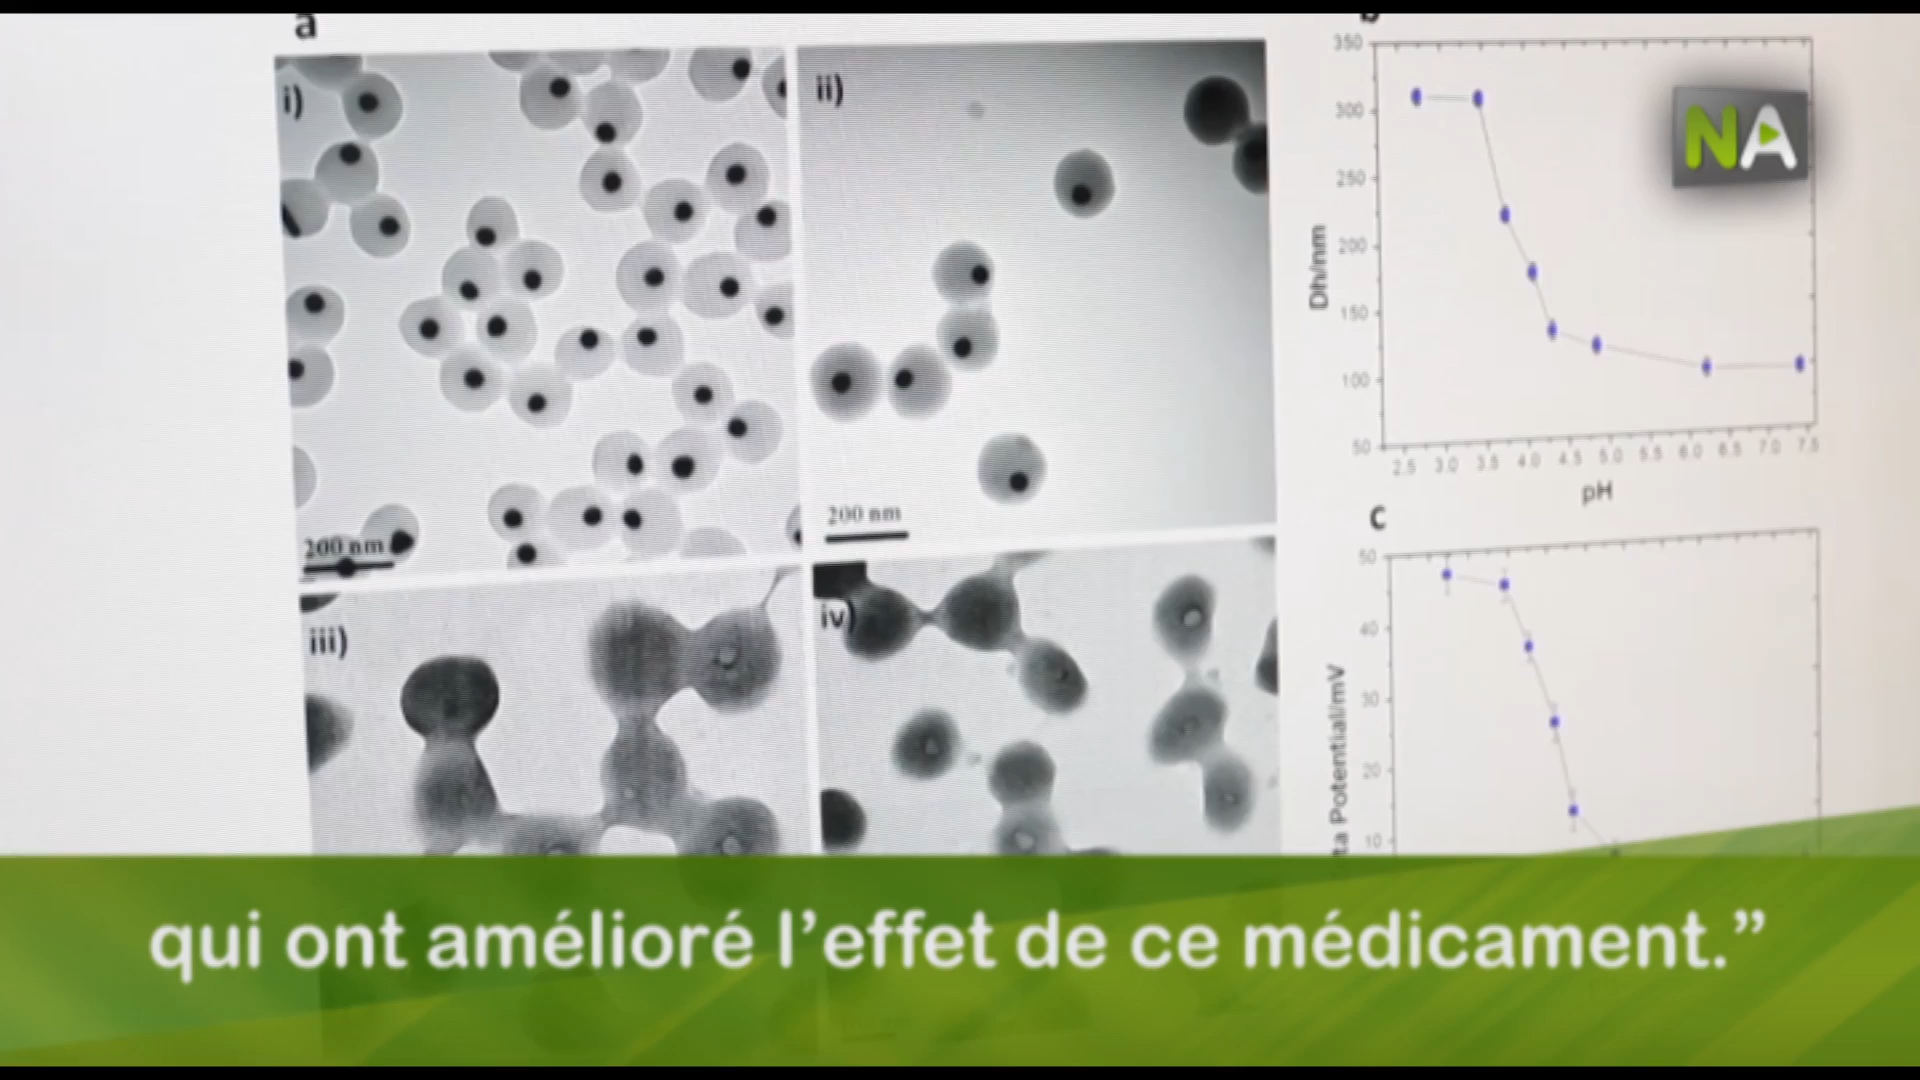 a
i)
ii)
200 nm
200 nm
iii)
iv)
b
350
300
250
200
150
100
50
Dh/nm
2.5 3.0 3.5 4.0 4.5 5.0 5.5 6.0 6.5 7.0 7.5
pH
NA
c
50
40
30
20
10
Potential/mV
qui ont amélioré l’effet de ce médicament.”